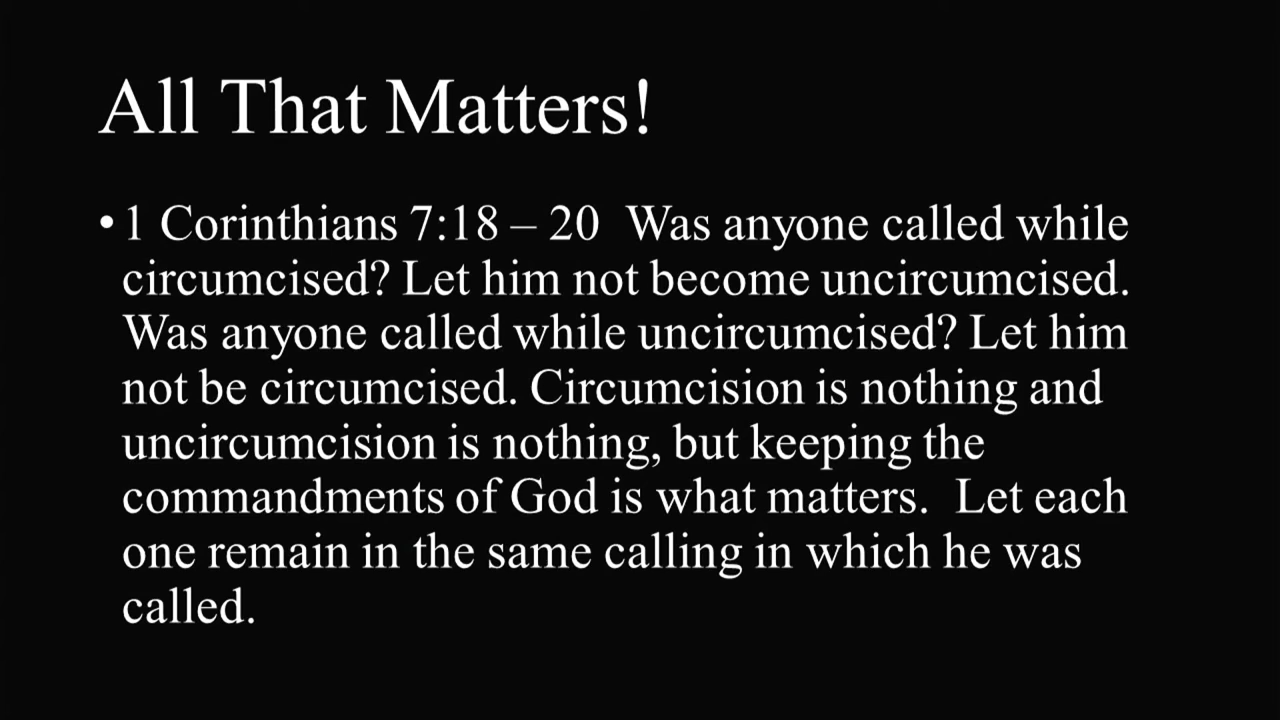 All That Matters!
• 1 Corinthians 7:18 – 20  Was anyone called while
circumcised? Let him not become uncircumcised.
Was anyone called while uncircumcised? Let him
not be circumcised. Circumcision is nothing and
uncircumcision is nothing, but keeping the
commandments of God is what matters.  Let each
one remain in the same calling in which he was
called.